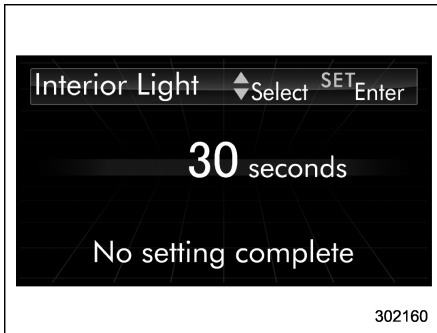 Interior Light Select SET Enter
30 seconds
No setting complete
302160